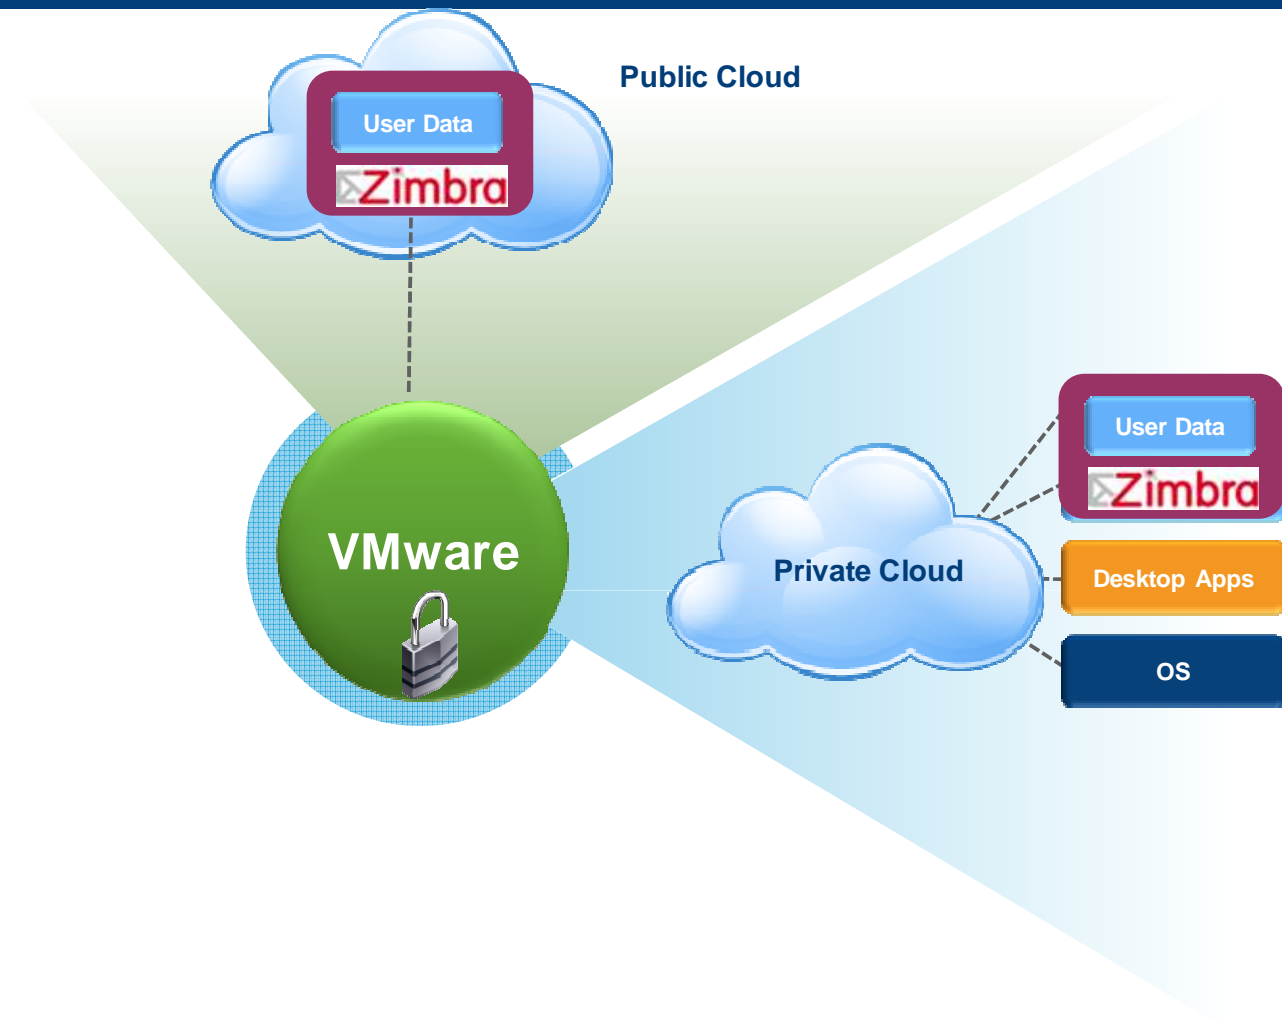 Public Cloud
User Data
Zimbra
User Data
Zimbra
VMware
Private Cloud
Desktop Apps
OS